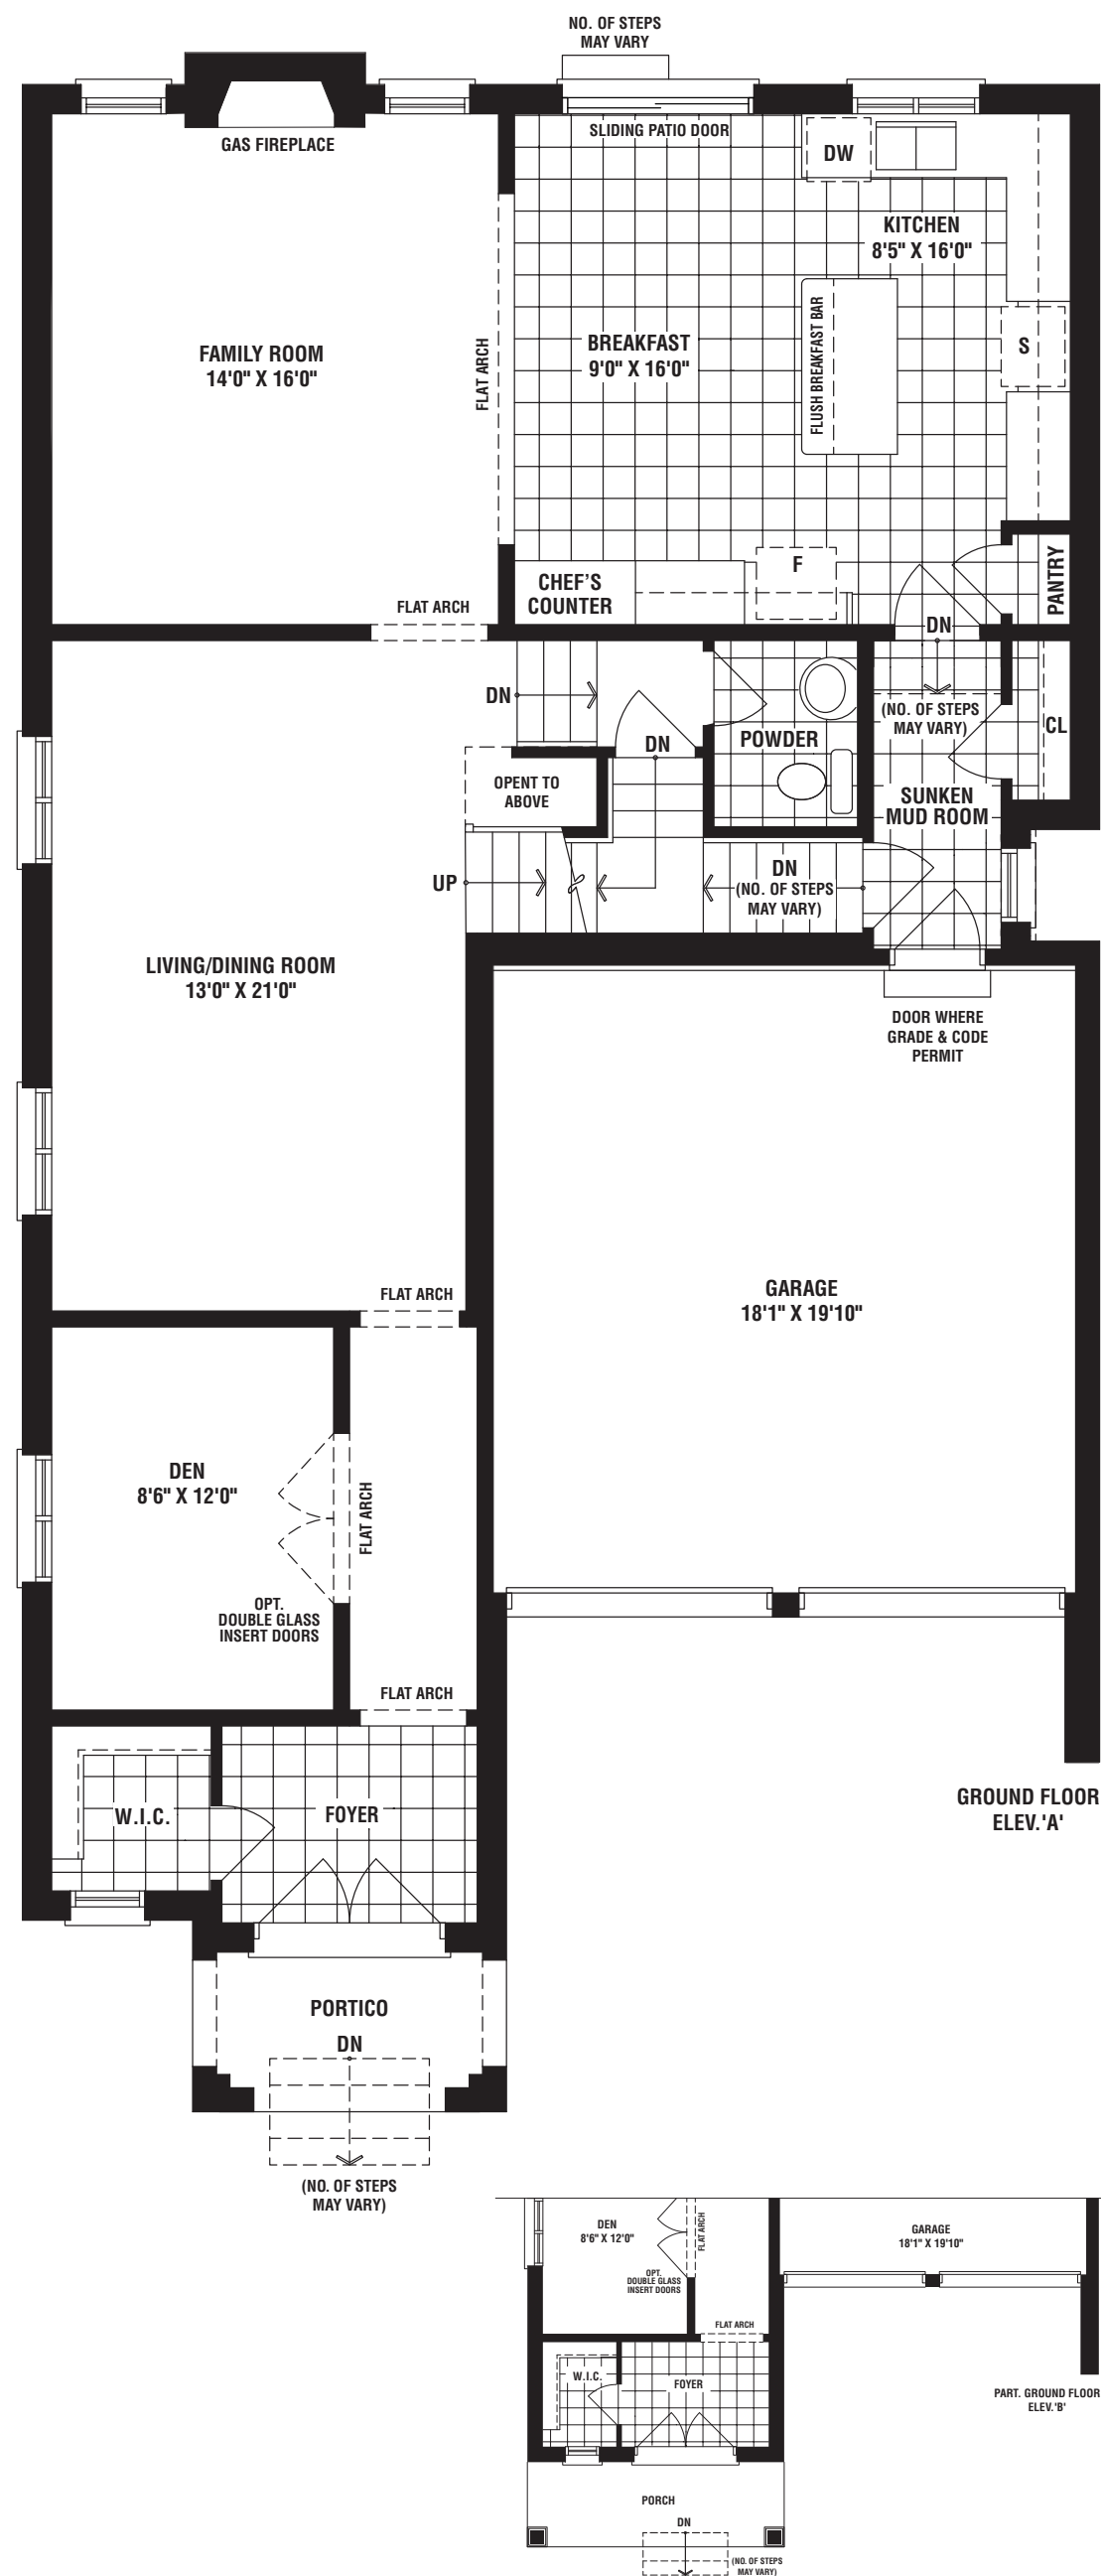 NO. OF STEPS
MAY VARY
GAS FIREPLACE
SLIDING PATIO DOOR
DW
KITCHEN
8'5" X 16'0"
FAMILY ROOM
14'0" X 16'0"
FLAT ARCH
BREAKFAST
9'0" X 16'0"
FLUSH BREAKFAST BAR
S
CHEF'S
COUNTER
F
PANTRY
FLAT ARCH
DN
DN
(NO. OF STEPS
MAY VARY)
CL
DN
POWDER
OPENT TO
ABOVE
SUNKEN
MUD ROOM
UP
DN
(NO. OF STEPS
MAY VARY)
LIVING/DINING ROOM
13'0" X 21'0"
DOOR WHERE
GRADE & CODE
PERMIT
GARAGE
18'1" X 19'10"
FLAT ARCH
DEN
8'6" X 12'0"
FLAT ARCH
OPT.
DOUBLE GLASS
INSERT DOORS
FLAT ARCH
W.I.C.
FOYER
GROUND FLOOR
ELEV.'A'
PORTICO
DN
(NO. OF STEPS
MAY VARY)
DEN
8'6" X 12'0"
FLAT ARCH
GARAGE
18'1" X 19'10"
OPT.
DOUBLE GLASS
INSERT DOORS
FLAT ARCH
W.I.C.
FOYER
PART. GROUND FLOOR
ELEV.'B'
PORCH
DN
(NO. OF STEPS
MAY VARY)